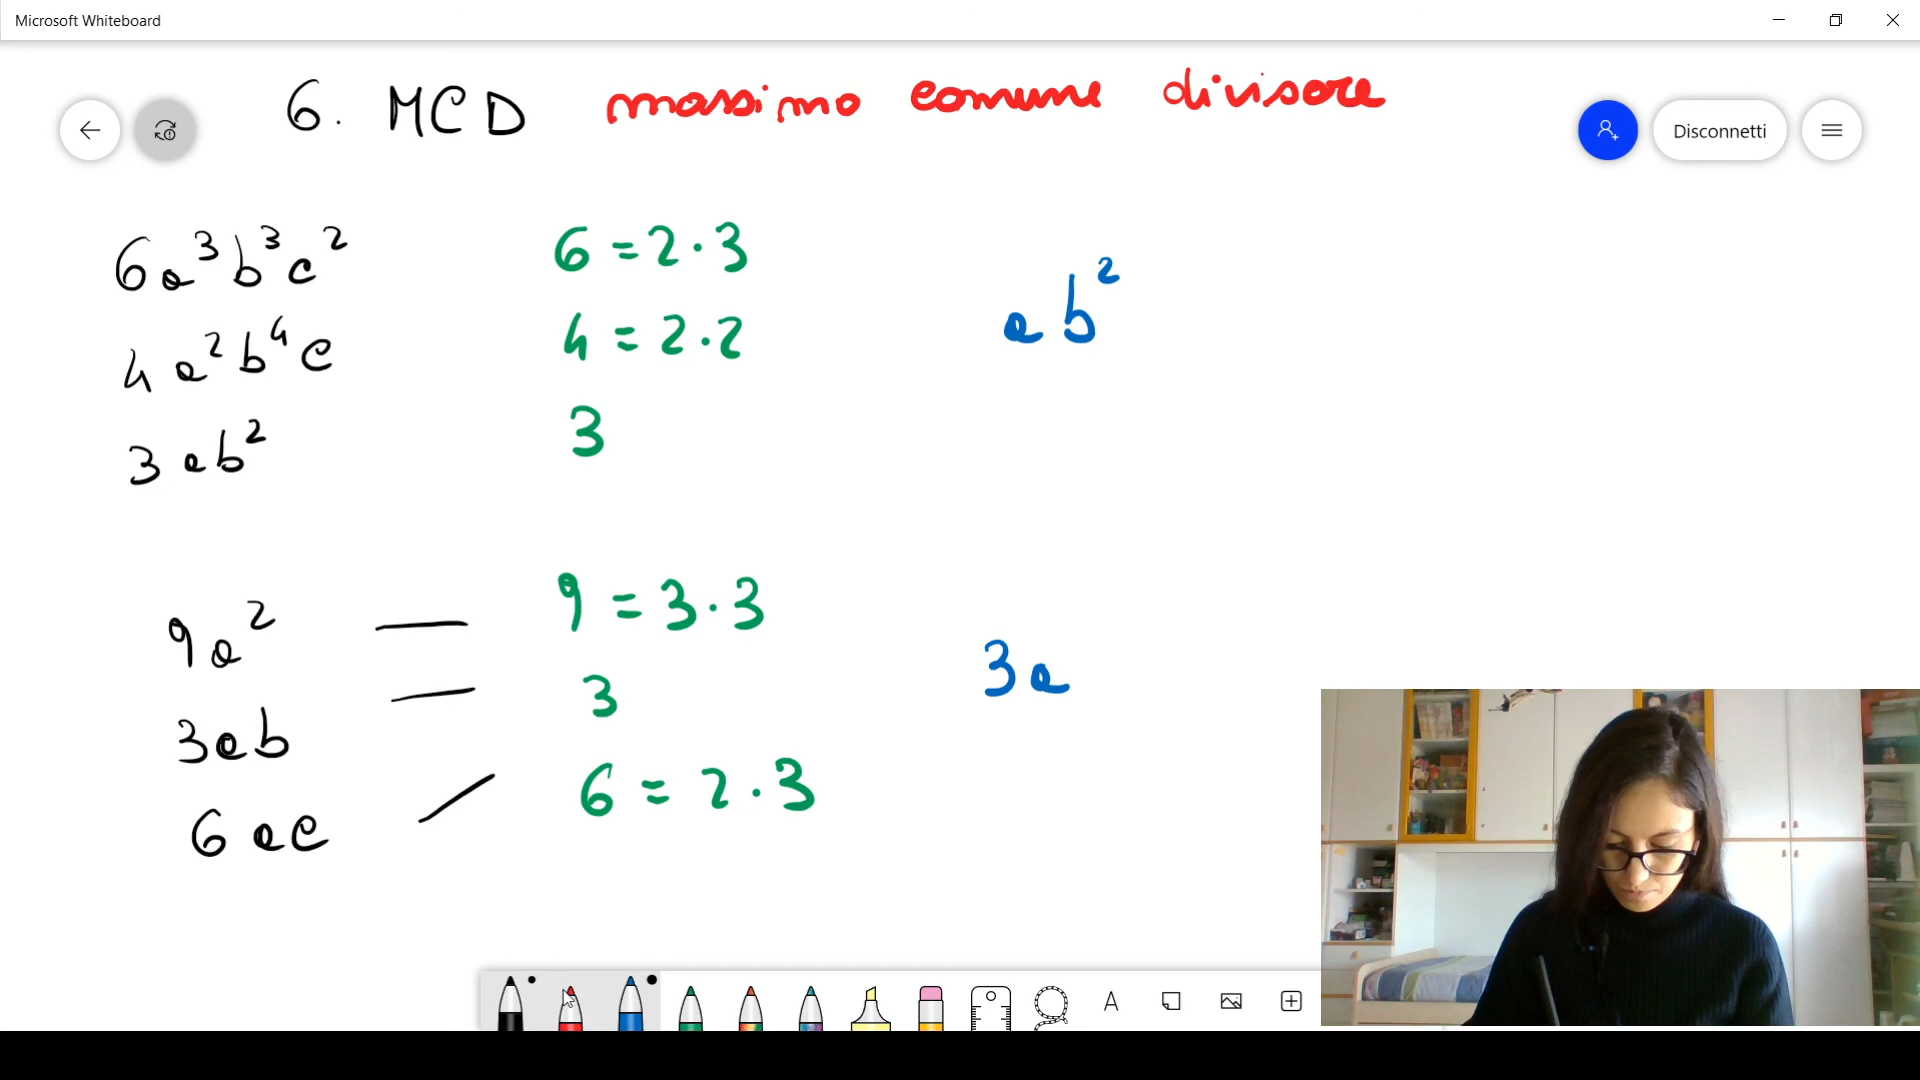 Microsoft Whiteboard
6. MCD massimo comune divisore
Disconnetti
6a³b³c²
6 = 2·3
ab²
4a²b⁴c
4 = 2·2
3ab²
3
9a²
9 = 3·3
3a
3ab
3
6ac
6 = 2·3
A